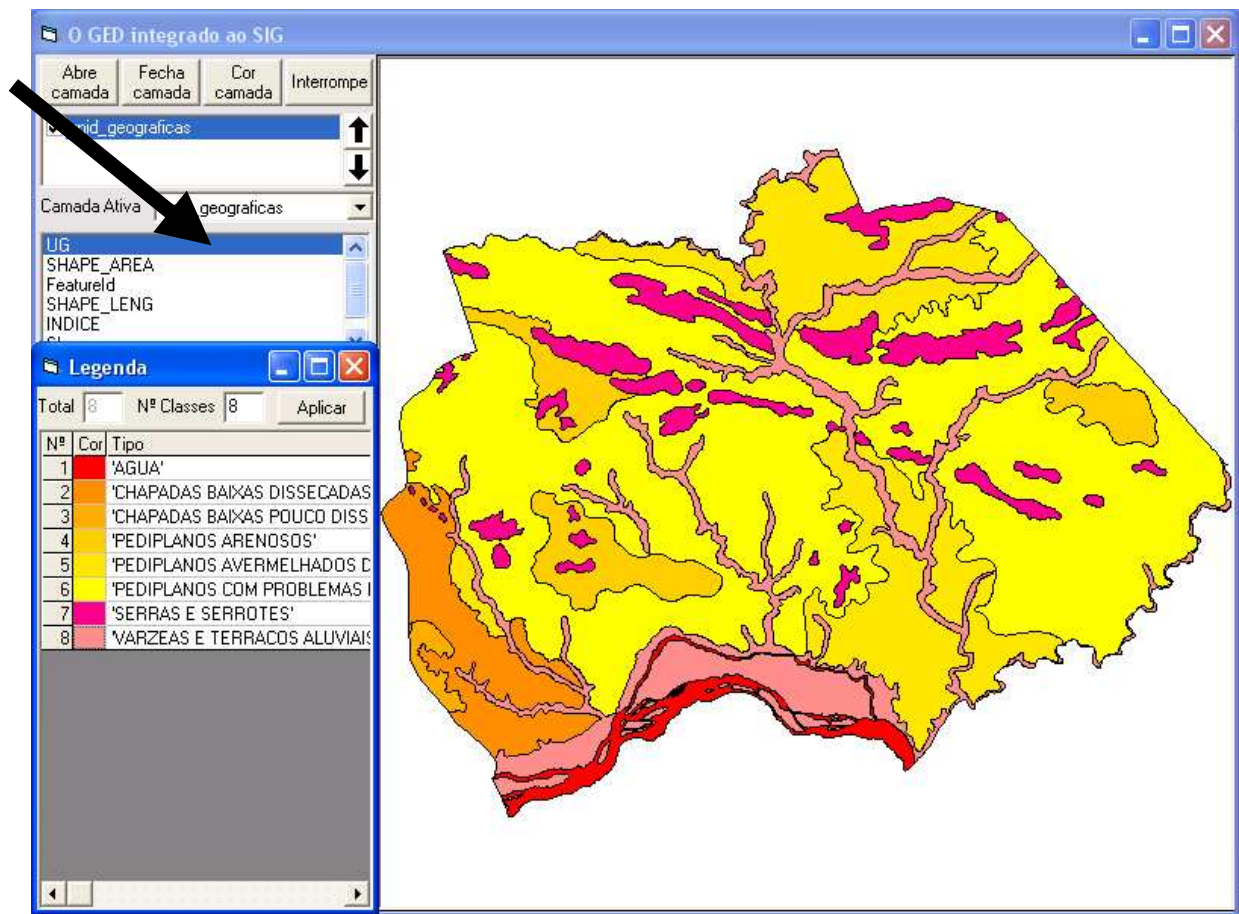 O GED integrado ao SIG
Abre camada
Fecha camada
Cor camada
Interrompe
nid_geograficas
Camada Ativa
_geograficas
UG
SHAPE_AREA
FeatureId
SHAPE_LENG
INDICE
Legenda
Total 8 Nº Classes 8 Aplicar
Nº Cor Tipo
1 'AGUA'
2 'CHAPADAS BAIXAS DISSECADAS
3 'CHAPADAS BAIXAS POUCO DISS
4 'PEDIPLANOS ARENOSOS'
5 'PEDIPLANOS AVERMELHADOS D
6 'PEDIPLANOS COM PROBLEMAS
7 'SERRAS E SERROTES'
8 'VARZEAS E TERRACOS ALUVIAIS